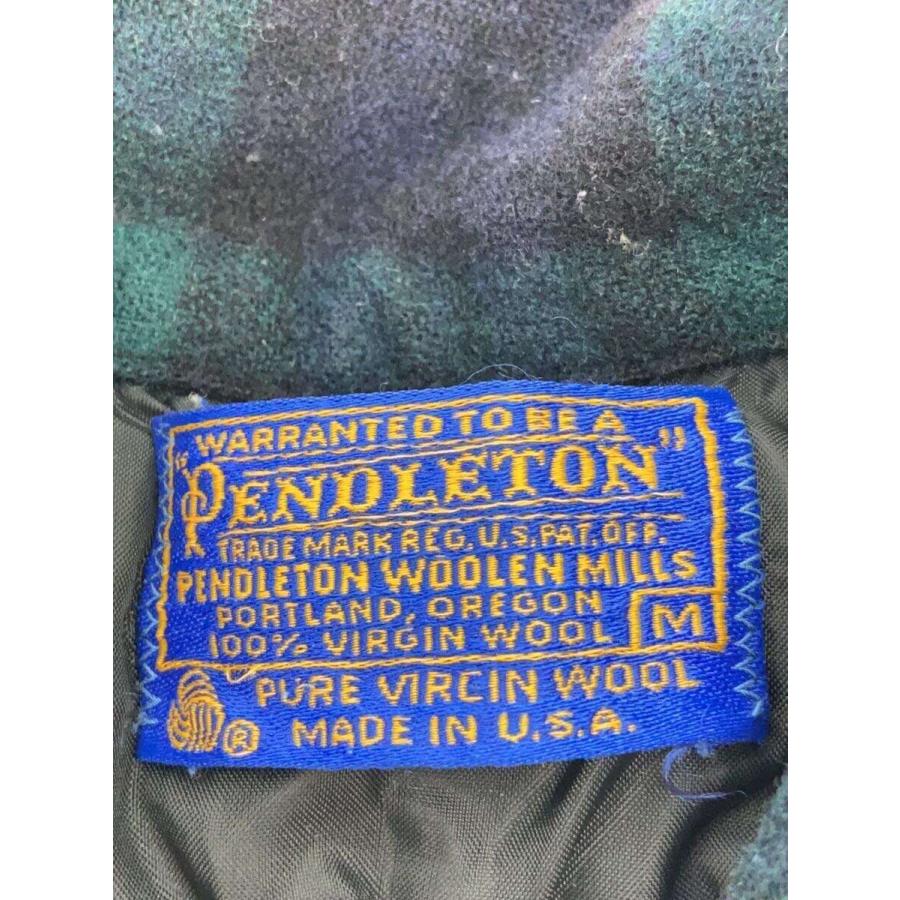 WARRANTED TO BE A
"PENDLETON"
TRADE MARK REG. U.S. PAT. OFF.
PENDLETON WOOLEN MILLS
PORTLAND, OREGON
100% VIRGIN WOOL
M
PURE VIRGIN WOOL
® MADE IN U.S.A.